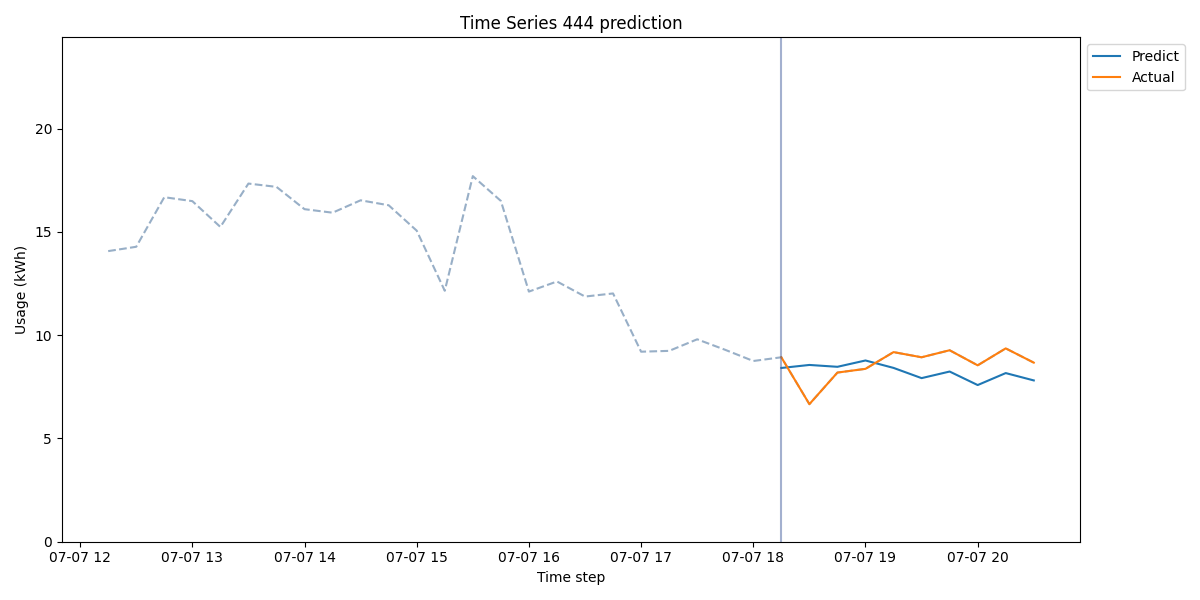 Time Series 444 prediction
Predict
Actual
Usage (kWh)
20
15
10
5
0
07-07 12
07-07 13
07-07 14
07-07 15
07-07 16
07-07 17
07-07 18
07-07 19
07-07 20
Time step